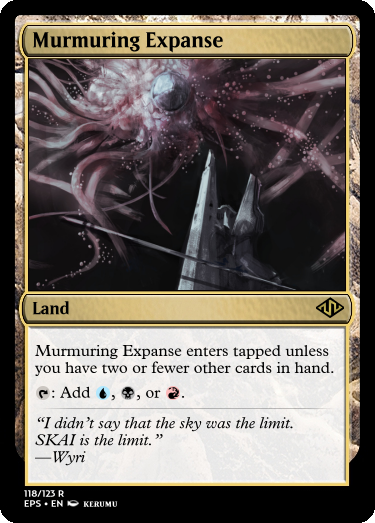 Murmuring Expanse
Land
Murmuring Expanse enters tapped unless
you have two or fewer other cards in hand.
: Add , , or .
“I didn't say that the sky was the limit.
SKAI is the limit.”
—Wyri
118/123 R
EPS • EN KERUMU